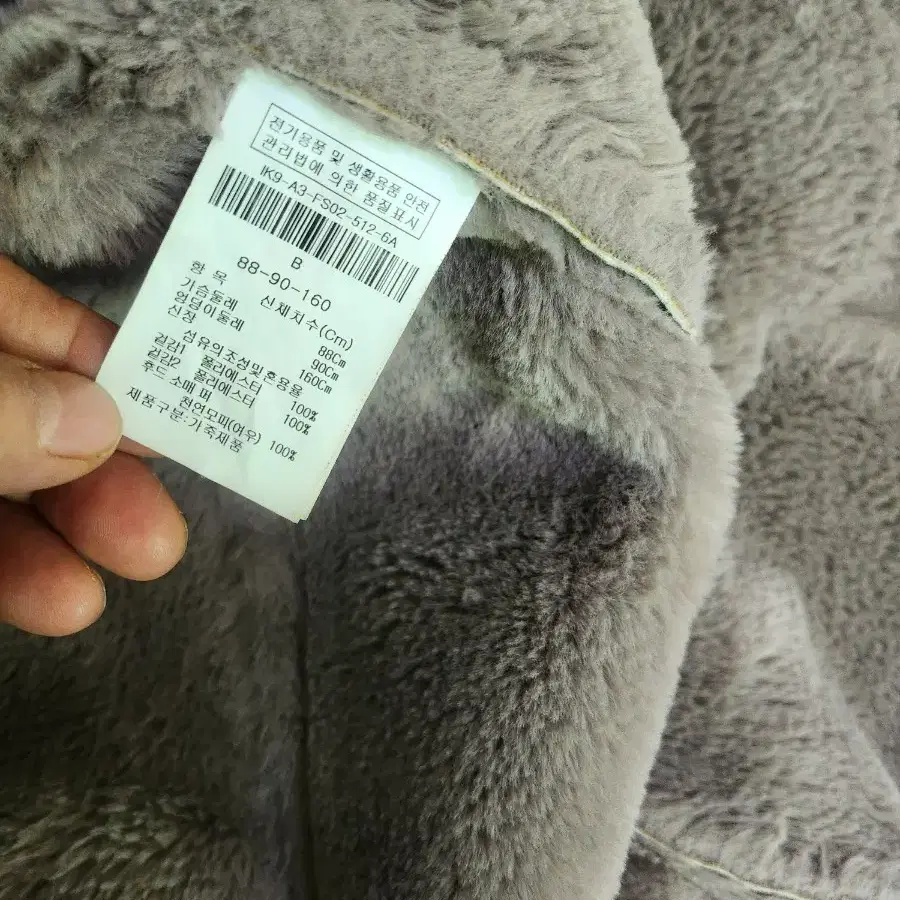 전기용품 및 생활용품 안전
관리법에 의한 품질표시
IK9-A3-FS02-512-6A
B
88-90-160
항 목 신체치수(Cm)
가슴둘레 88Cm
엉덩이둘레 90Cm
신장 160Cm
섬유의조성및혼용율
겉감1 폴리에스터 100%
겉감2 폴리에스터 100%
후드 소매 퍼
천연모피(여우) 100%
제품구분:가죽제품